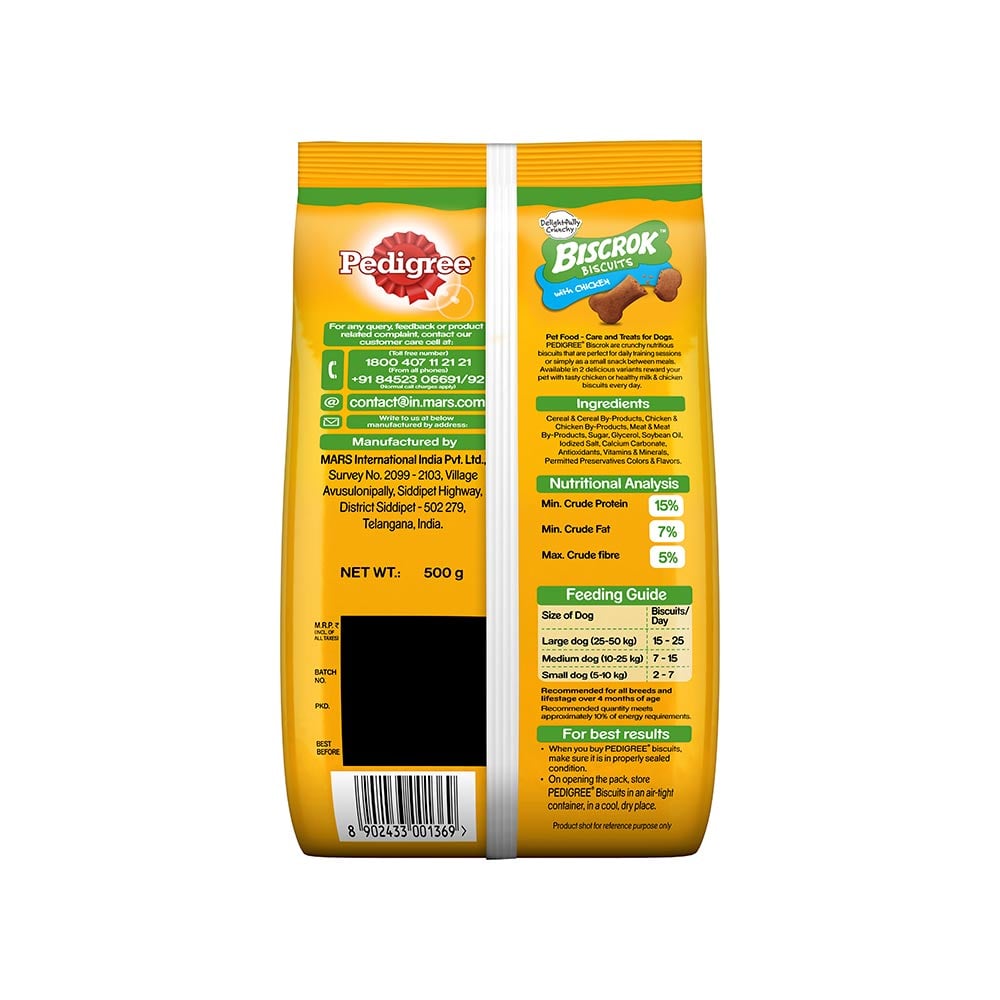 Pedigree®
For any query, feedback or product
related complaint, contact our
customer care cell at:
(Toll free number)
1800 407 11 21 21
(From all phones)
+91 84523 06691/92
(Normal call charges apply)
@ contact@in.mars.com
Write to us at below
manufactured by address:
Manufactured by
MARS International India Pvt. Ltd.,
Survey No. 2099 - 2103, Village
Avusulonipally, Siddipet Highway,
District Siddipet - 502 279,
Telangana, India.
NET WT.: 500 g
M.R.P. ₹
(INCL. OF
ALL TAXES)
BATCH
NO.
PKD.
BEST
BEFORE
8 902433 001369 >
Delightfully
Crunchy
BISCROK™
BISCUITS
with CHICKEN
Pet Food - Care and Treats for Dogs.
PEDIGREE® Biscrok are crunchy nutritious
biscuits that are perfect for daily training sessions
or simply as a small snack between meals.
Available in 2 delicious variants reward your
pet with tasty chicken or healthy milk & chicken
biscuits every day.
Ingredients
Cereal & Cereal By-Products, Chicken &
Chicken By-Products, Meat & Meat
By-Products, Sugar, Glycerol, Soybean Oil,
Iodized Salt, Calcium Carbonate,
Antioxidants, Vitamins & Minerals,
Permitted Preservatives Colors & Flavors.
Nutritional Analysis
Min. Crude Protein 15%
Min. Crude Fat 7%
Max. Crude fibre 5%
Feeding Guide
Size of Dog Biscuits/
Day
Large dog (25-50 kg) 15 - 25
Medium dog (10-25 kg) 7 - 15
Small dog (5-10 kg) 2 - 7
Recommended for all breeds and
lifestage over 4 months of age
Recommended quantity meets
approximately 10% of energy requirements.
For best results
• When you buy PEDIGREE® biscuits,
make sure it is in properly sealed
condition.
• On opening the pack, store
PEDIGREE® Biscuits in an air-tight
container, in a cool, dry place.
Product shot for reference purpose only